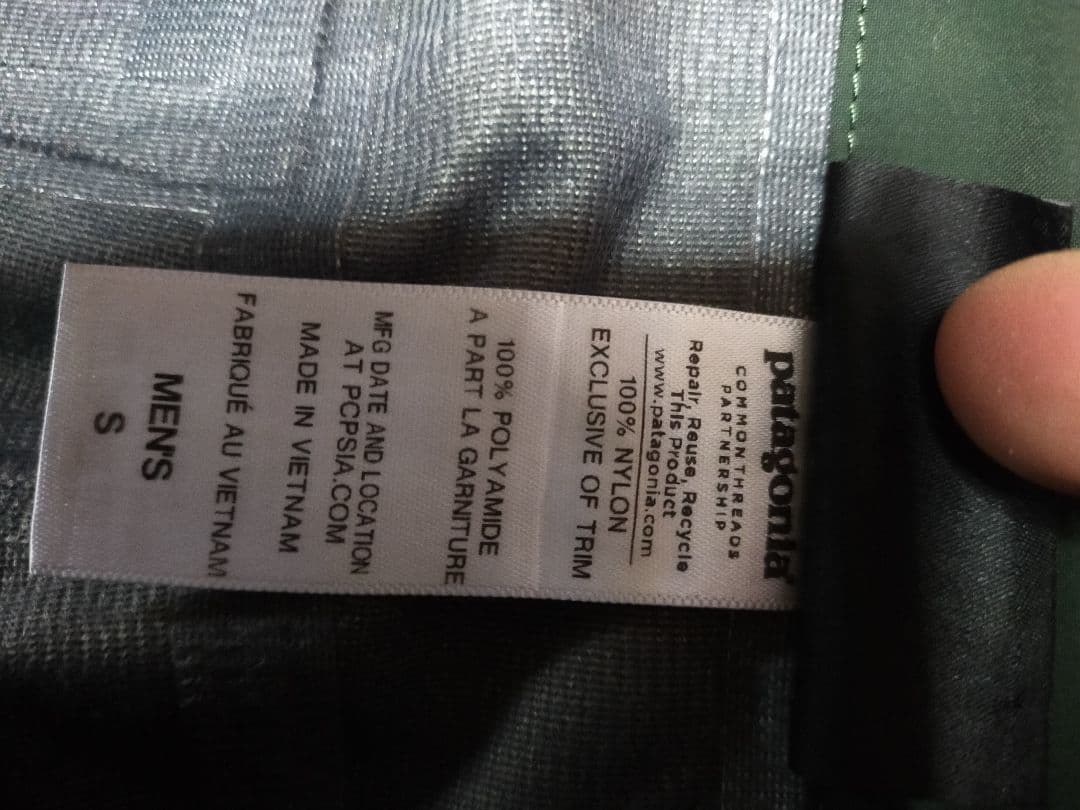 patagonia®
COMMON THREADS
PARTNERSHIP
Repair, Reuse, Recycle
This Product
www.patagonia.com
100% NYLON
EXCLUSIVE OF TRIM
100% POLYAMIDE
A PART LA GARNITURE
MFG DATE AND LOCATION
AT PCPSIA.COM
MADE IN VIETNAM
FABRIQUÉ AU VIETNAM
MEN'S
S